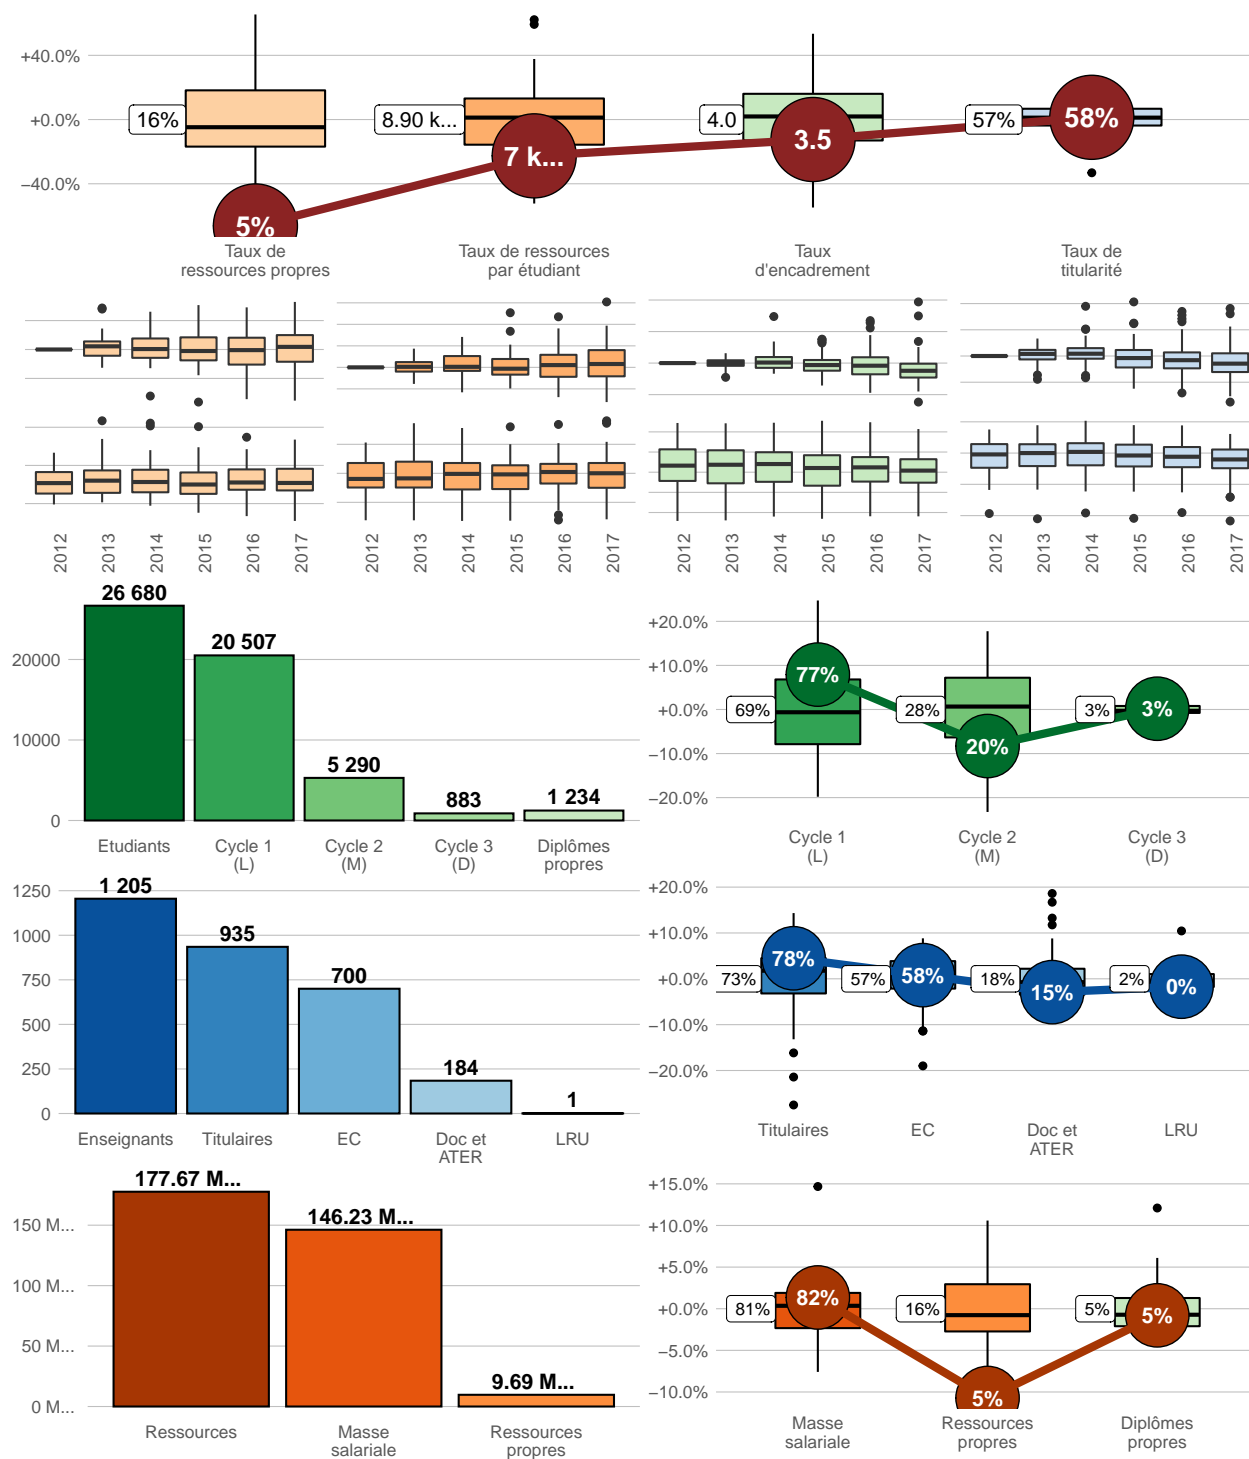 +40.0%
+0.0%
−40.0%
16%
8.90 k...
4.0
57%
5%
7 k...
3.5
58%
Taux de
ressources propres
Taux de ressources
par étudiant
Taux
d'encadrement
Taux de
titularité
2012 2013 2014 2015 2016 2017
2012 2013 2014 2015 2016 2017
2012 2013 2014 2015 2016 2017
2012 2013 2014 2015 2016 2017
20000
10000
0
26 680
20 507
5 290
883
1 234
Etudiants
Cycle 1
(L)
Cycle 2
(M)
Cycle 3
(D)
Diplômes
propres
+20.0%
+10.0%
+0.0%
−10.0%
−20.0%
69%
77%
28%
20%
3%
3%
Cycle 1
(L)
Cycle 2
(M)
Cycle 3
(D)
1250
1000
750
500
250
0
1 205
935
700
184
1
Enseignants
Titulaires
EC
Doc et
ATER
LRU
+20.0%
+10.0%
+0.0%
−10.0%
−20.0%
73%
78%
57%
58%
18%
15%
2%
0%
Titulaires
EC
Doc et
ATER
LRU
150 M...
100 M...
50 M...
0 M...
177.67 M...
146.23 M...
9.69 M...
Ressources
Masse
salariale
Ressources
propres
+15.0%
+10.0%
+5.0%
+0.0%
−5.0%
−10.0%
81%
82%
16%
5%
5%
5%
Masse
salariale
Ressources
propres
Diplômes
propres